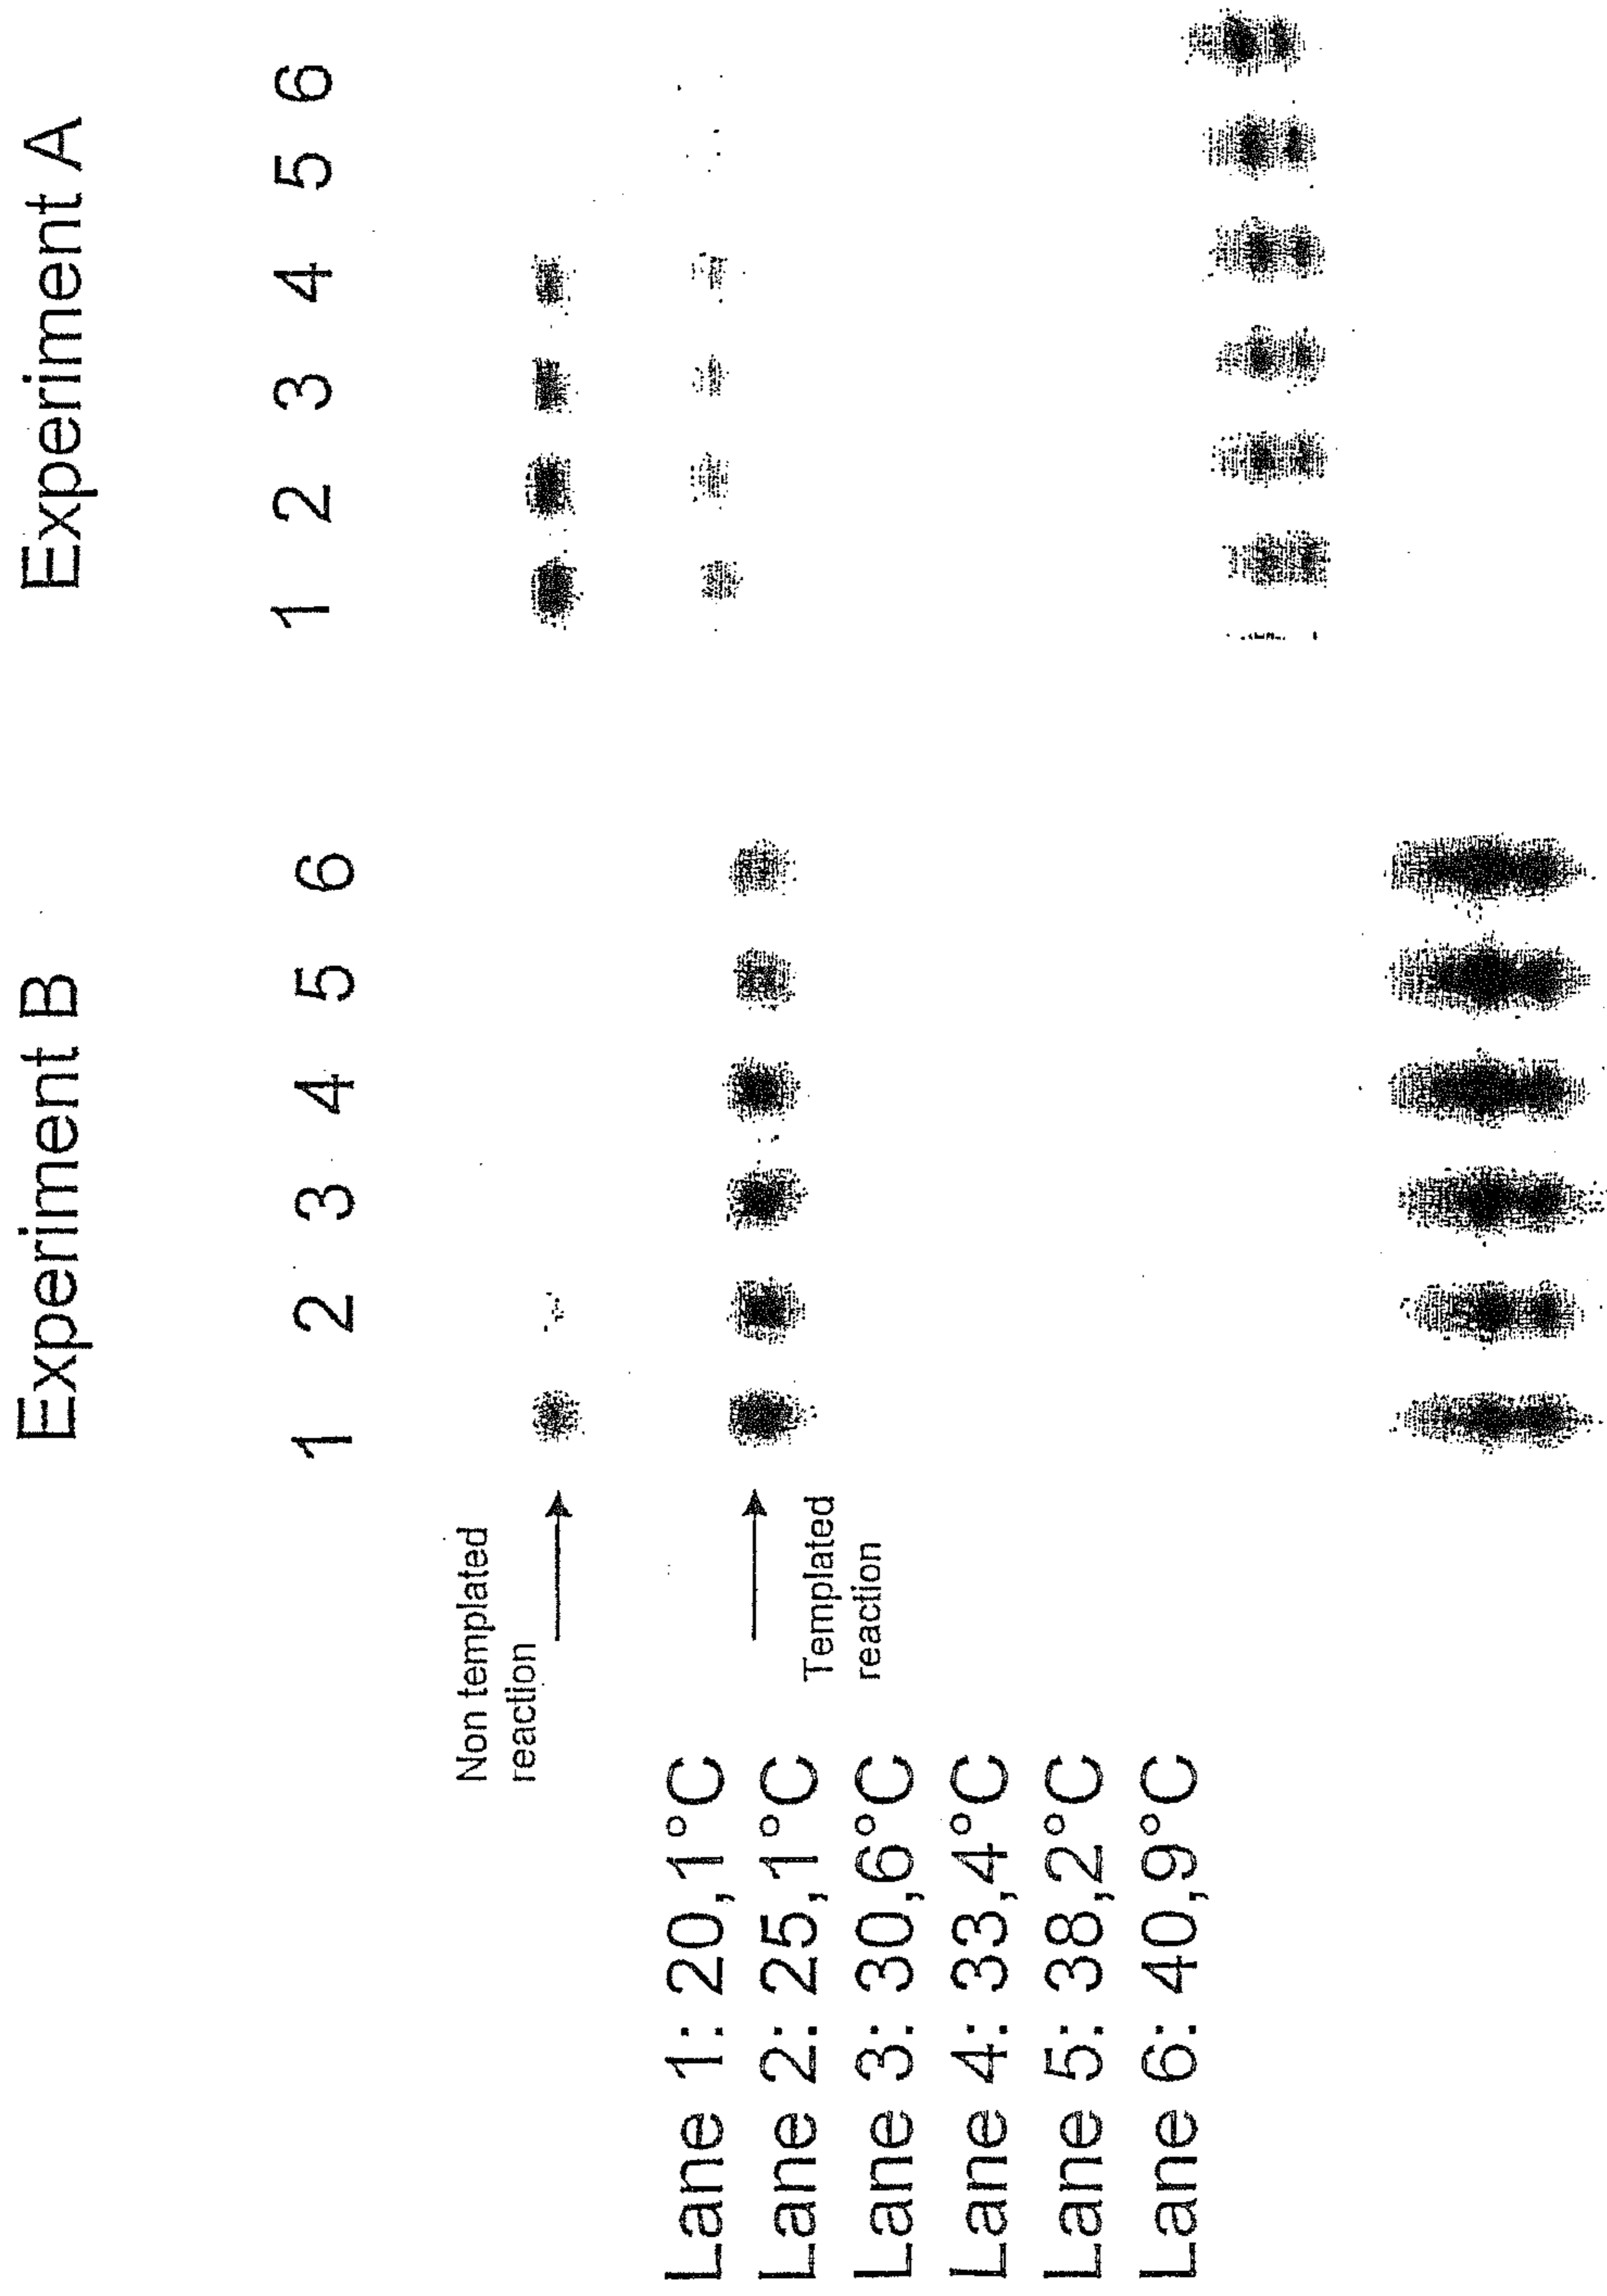 Experiment B
Experiment A
1 2 3 4 5 6
1 2 3 4 5 6
Non templated
reaction
Templated
reaction
Lane 1: 20,1°C
Lane 2: 25,1°C
Lane 3: 30,6°C
Lane 4: 33,4°C
Lane 5: 38,2°C
Lane 6: 40,9°C